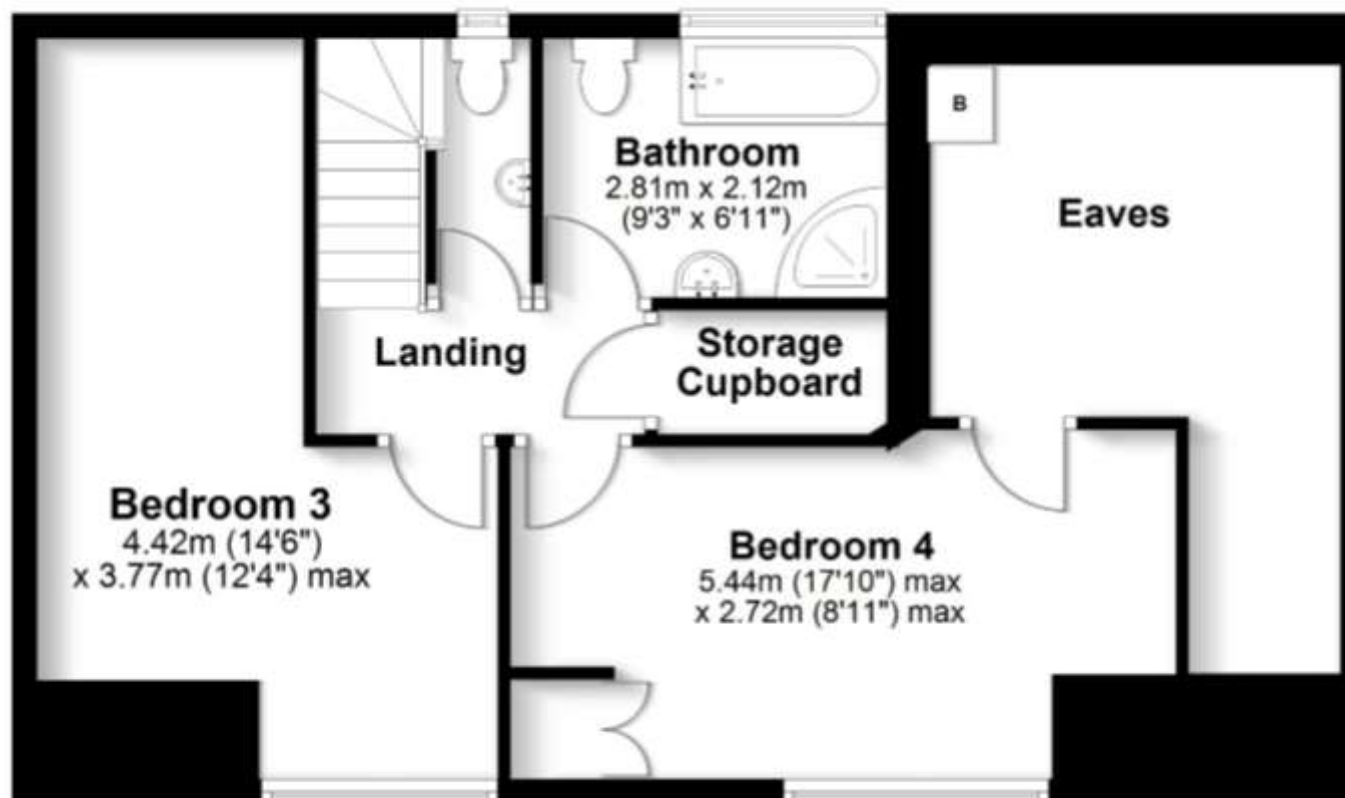 Bathroom
2.81m x 2.12m
(9'3" x 6'11")
B
Eaves
Landing
Storage
Cupboard
Bedroom 3
4.42m (14'6")
x 3.77m (12'4") max
Bedroom 4
5.44m (17'10") max
x 2.72m (8'11") max